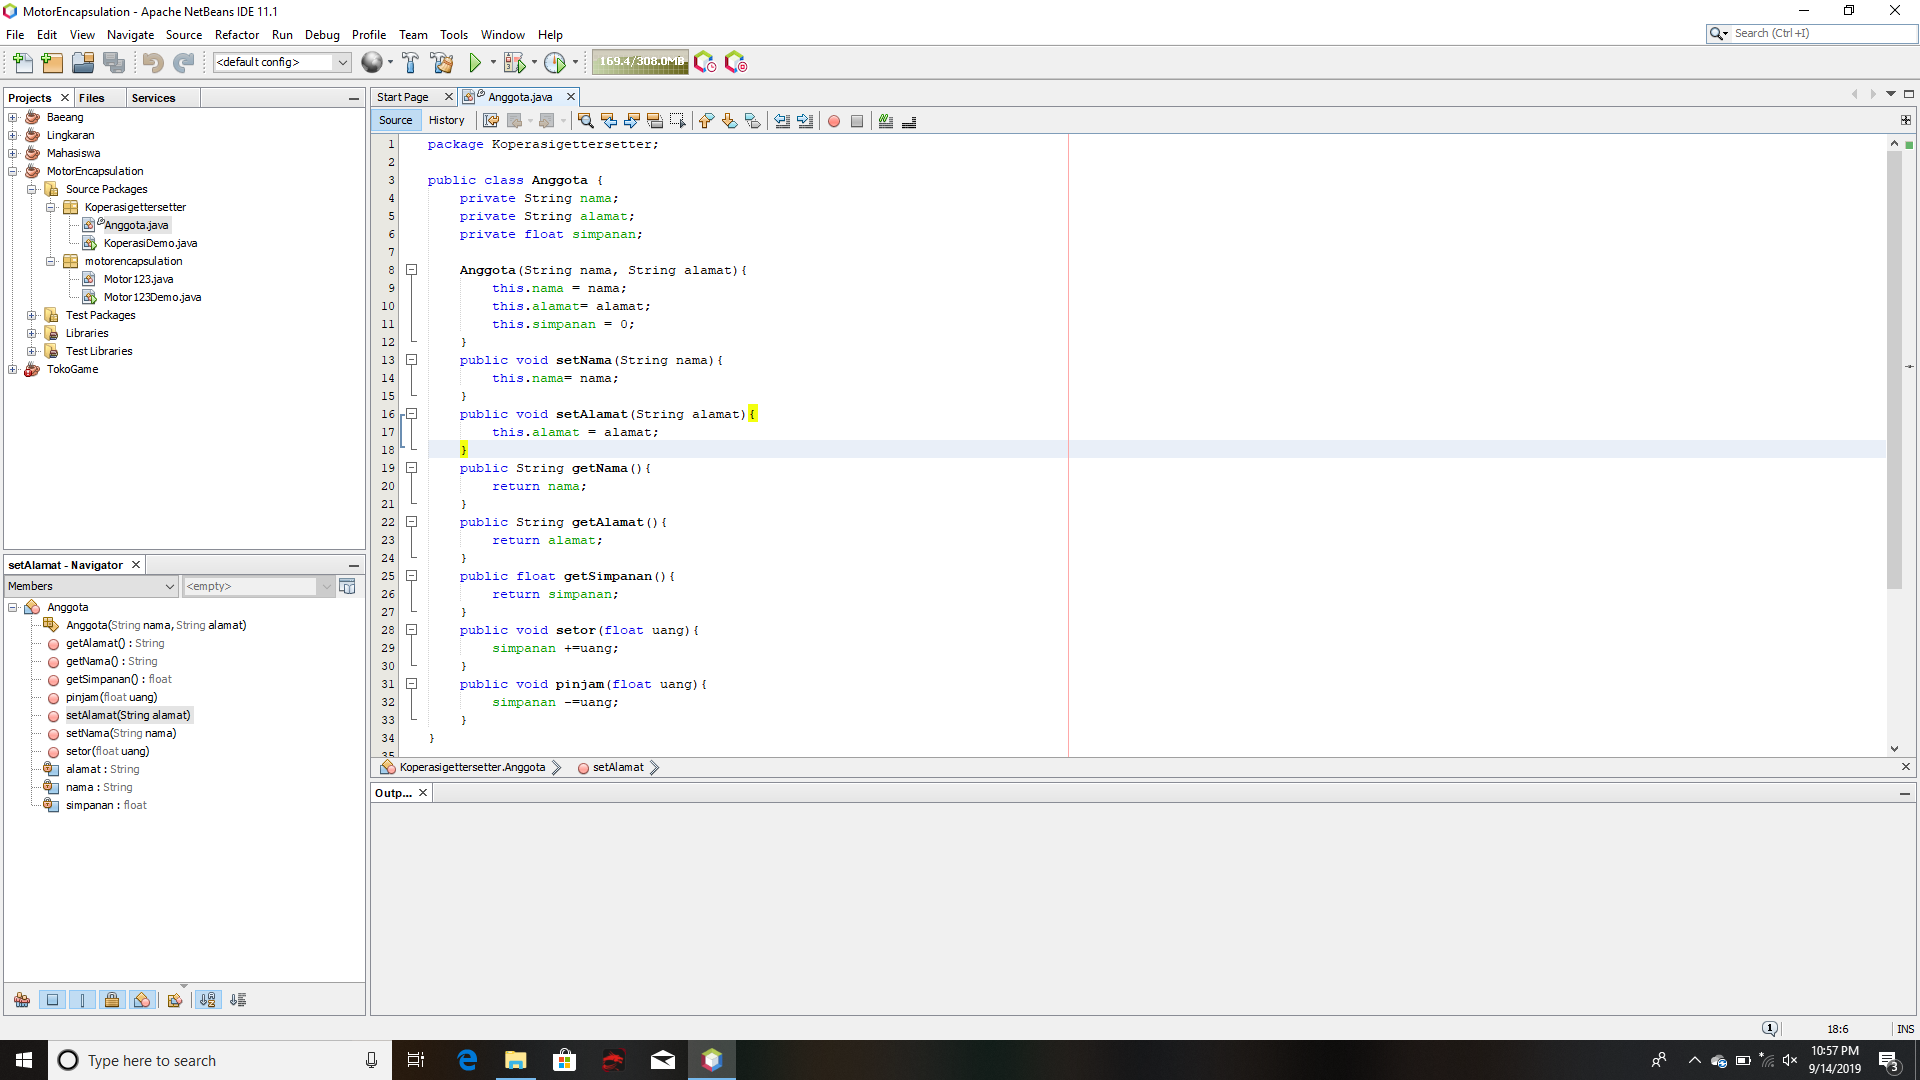 MotorEncapsulation - Apache NetBeans IDE 11.1
File Edit View Navigate Source Refactor Run Debug Profile Team Tools Window Help
Search (Ctrl+I)
<default config>
169.4/308.0MB
Projects Files Services
Baeang
Lingkaran
Mahasiswa
MotorEncapsulation
Source Packages
Koperasigettersetter
Anggota.java
KoperasiDemo.java
motorencapsulation
Motor123.java
Motor123Demo.java
Test Packages
Libraries
Test Libraries
TokoGame
setAlamat - Navigator
Members <empty>
Anggota
Anggota(String nama, String alamat)
getAlamat() : String
getNama() : String
getSimpanan() : float
pinjam(float uang)
setAlamat(String alamat)
setNama(String nama)
setor(float uang)
alamat : String
nama : String
simpanan : float
Start Page Anggota.java
Source History
1 package Koperasigettersetter;
2
3 public class Anggota {
4 private String nama;
5 private String alamat;
6 private float simpanan;
7
8 Anggota(String nama, String alamat){
9 this.nama = nama;
10 this.alamat= alamat;
11 this.simpanan = 0;
12 }
13 public void setNama(String nama){
14 this.nama= nama;
15 }
16 public void setAlamat(String alamat){
17 this.alamat = alamat;
18 }
19 public String getNama(){
20 return nama;
21 }
22 public String getAlamat(){
23 return alamat;
24 }
25 public float getSimpanan(){
26 return simpanan;
27 }
28 public void setor(float uang){
29 simpanan +=uang;
30 }
31 public void pinjam(float uang){
32 simpanan -=uang;
33 }
34 }
35
Koperasigettersetter.Anggota setAlamat
Outp...
1 18:6 INS
Type here to search
10:57 PM
9/14/2019
3